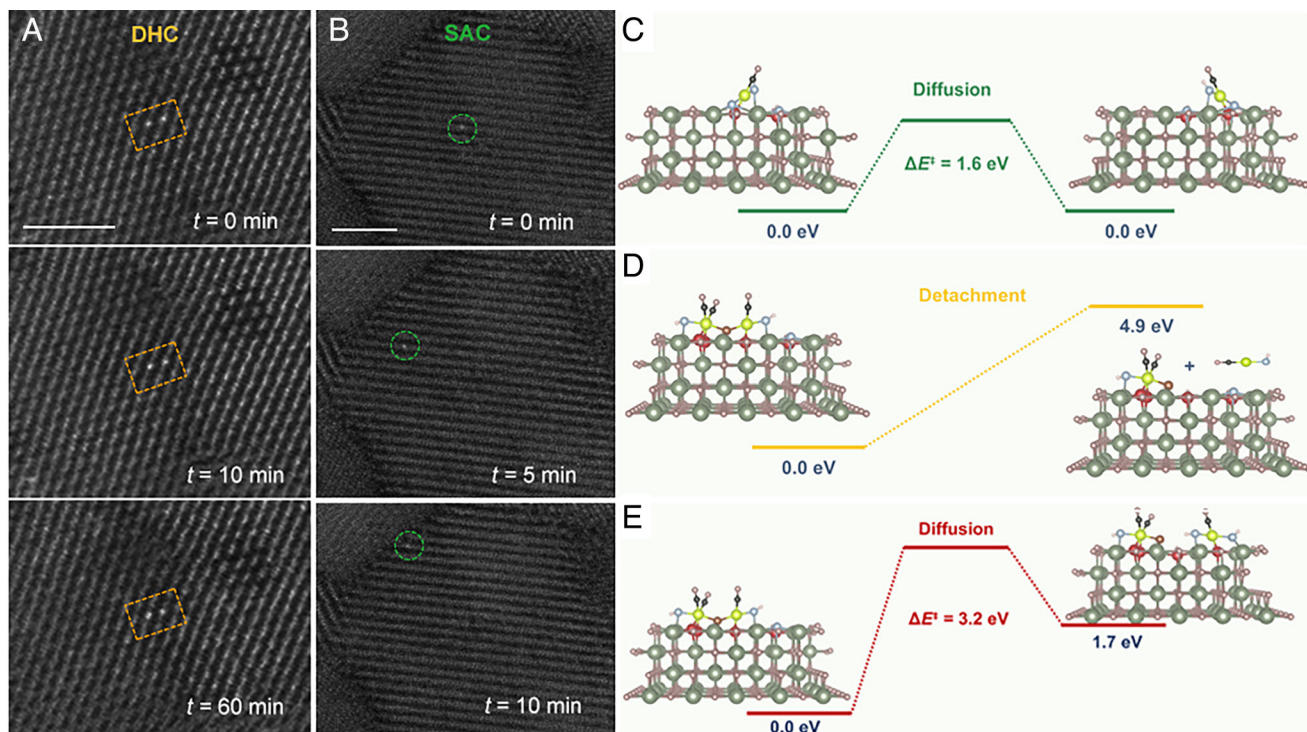 A
DHC
t = 0 min
t = 10 min
t = 60 min
B
SAC
t = 0 min
t = 5 min
t = 10 min
C
Diffusion
ΔE‡ = 1.6 eV
0.0 eV
0.0 eV
D
Detachment
4.9 eV
+
0.0 eV
E
Diffusion
ΔE‡ = 3.2 eV
1.7 eV
0.0 eV